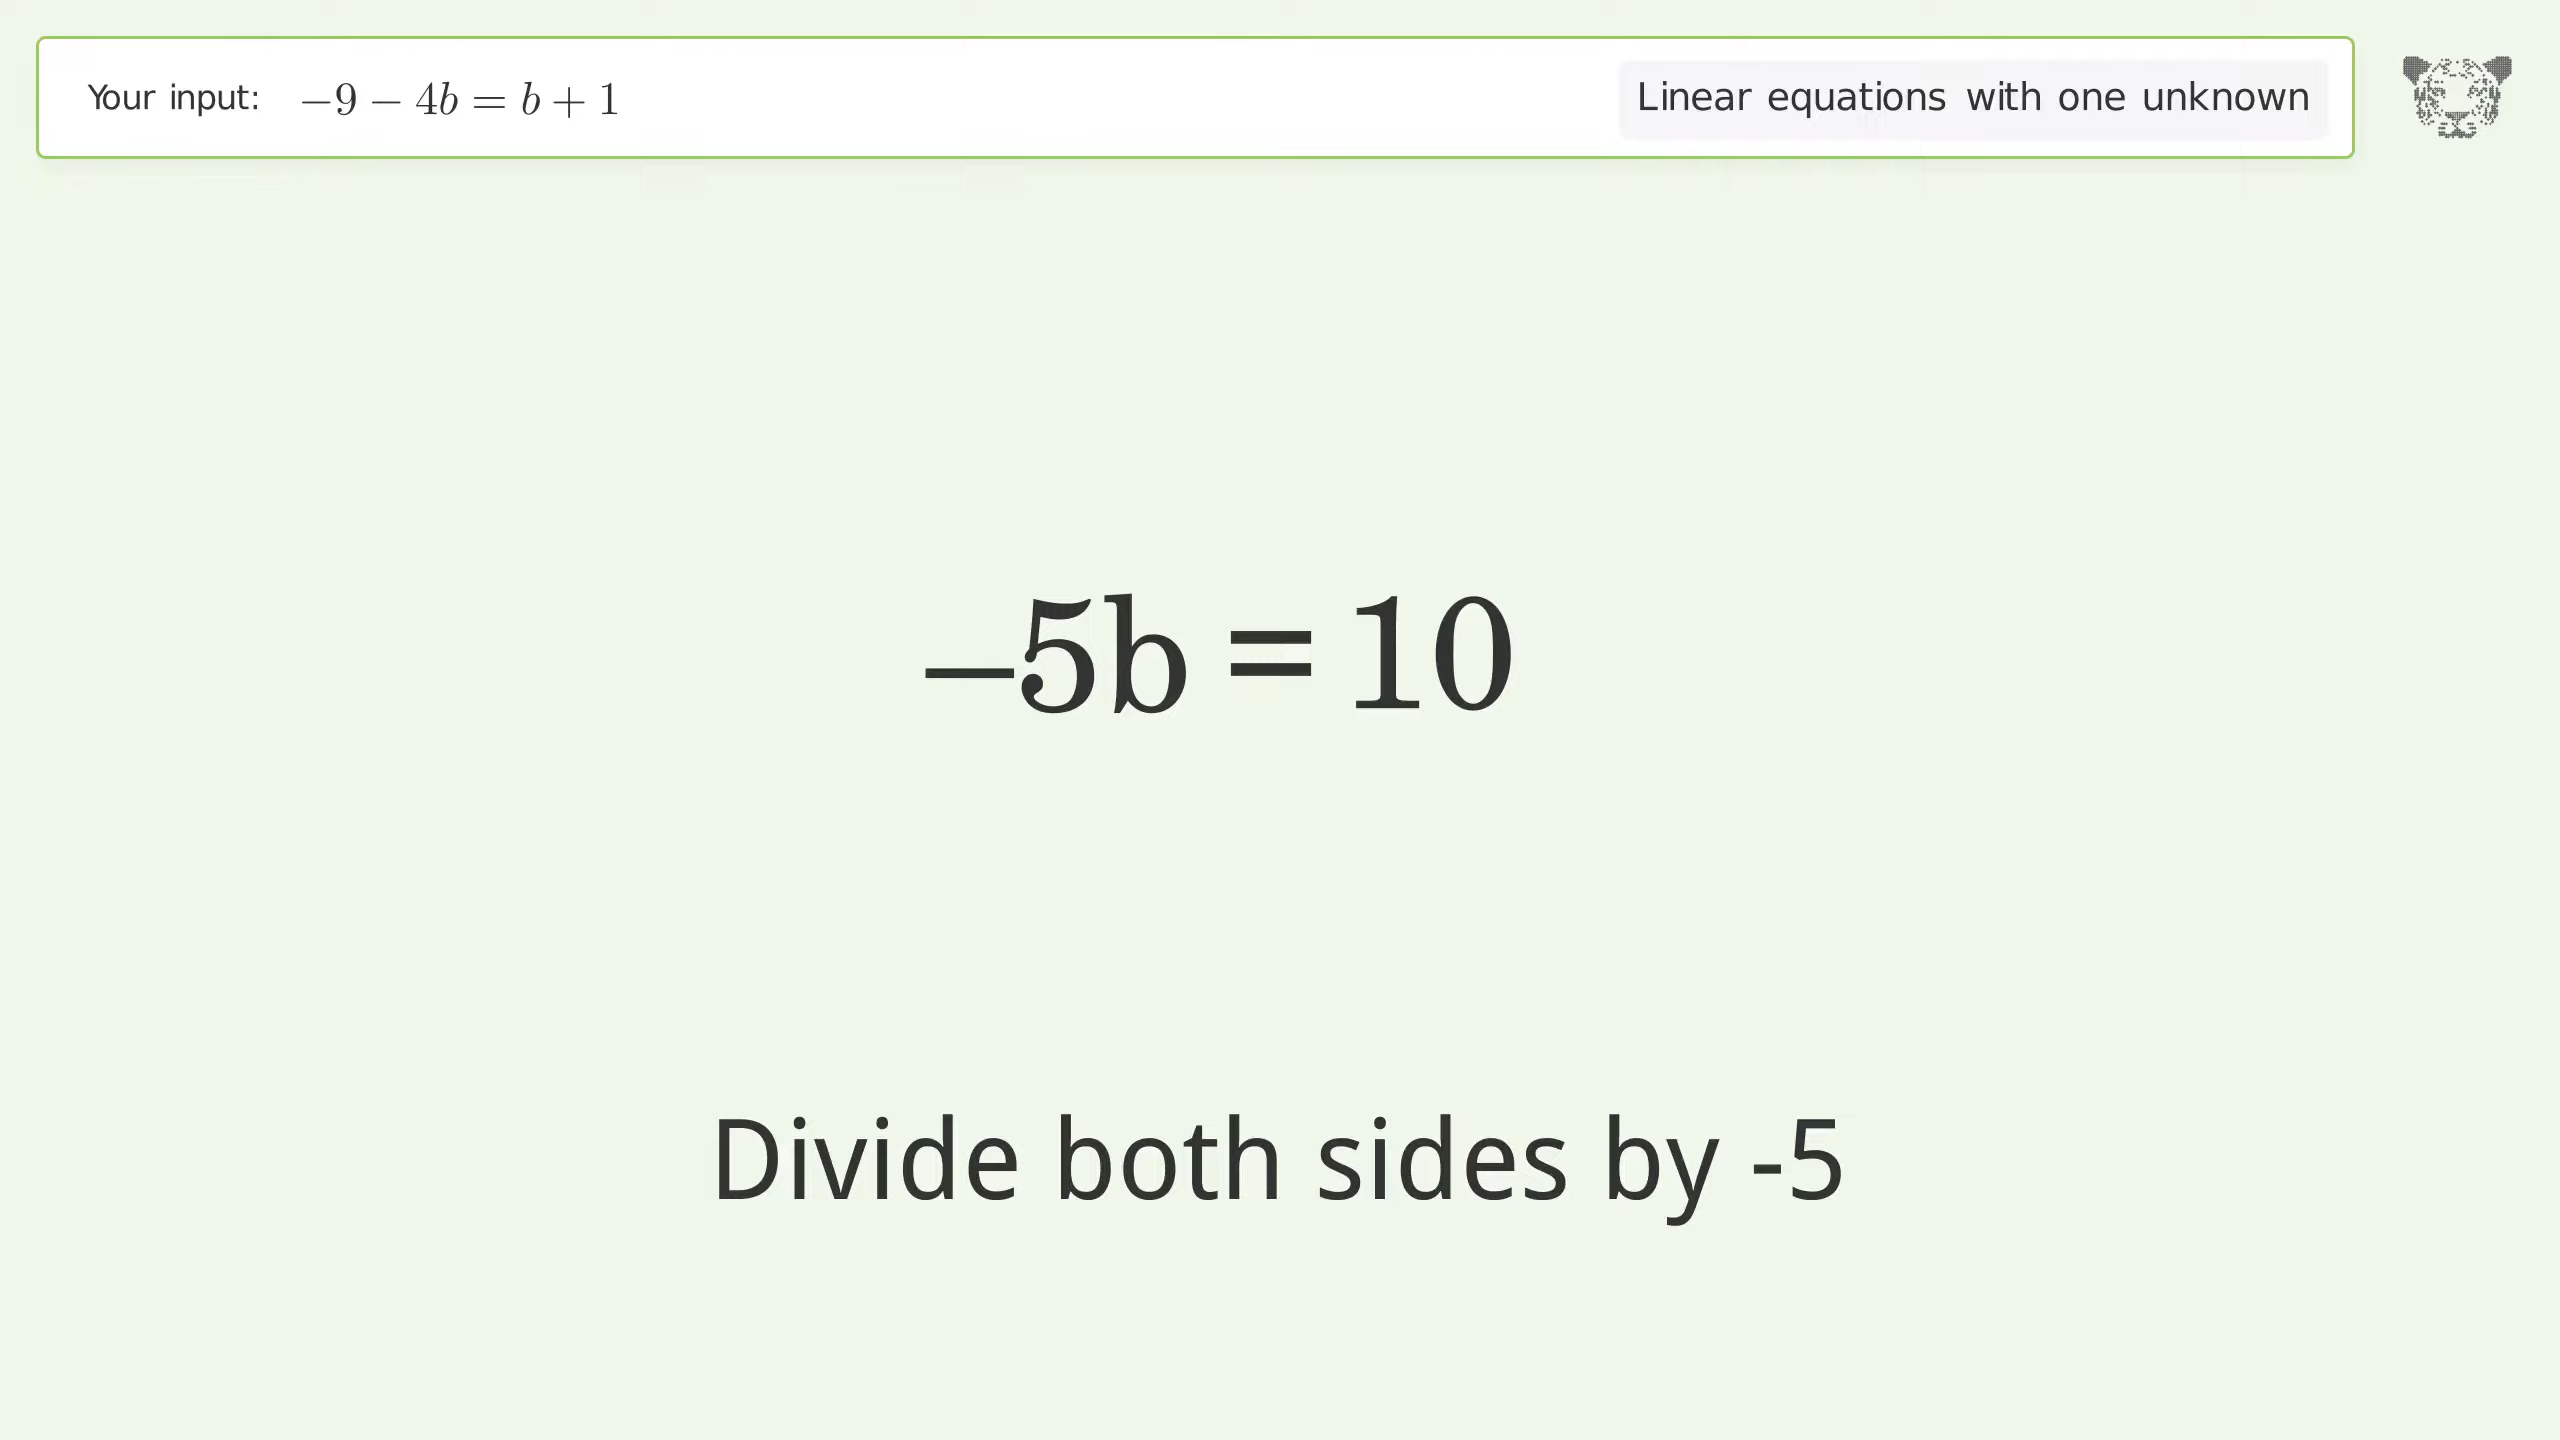 Your input: −9 − 4b = b + 1
Linear equations with one unknown
−5b = 10
Divide both sides by -5